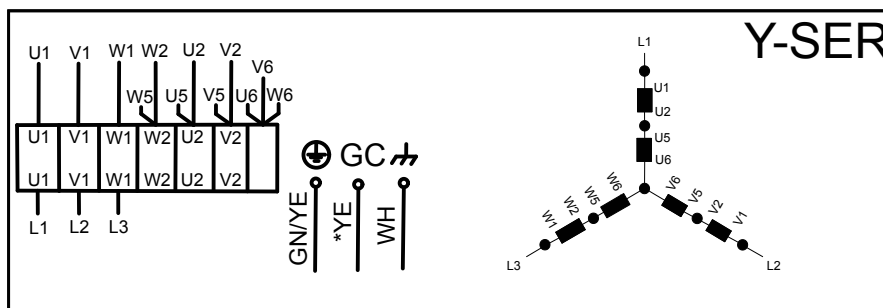 Y-SER
U1 V1 W1 W2 U2 V2 V6
W5 U5 V5 U6 W6
U1 V1 W1 W2 U2 V2
U1 V1 W1 W2 U2 V2
L1 L2 L3
GC
GN/YE
*YE
WH
L1
U1
U2
U5
U6
W6
W5
W2
W1
L3
V6
V5
V2
V1
L2